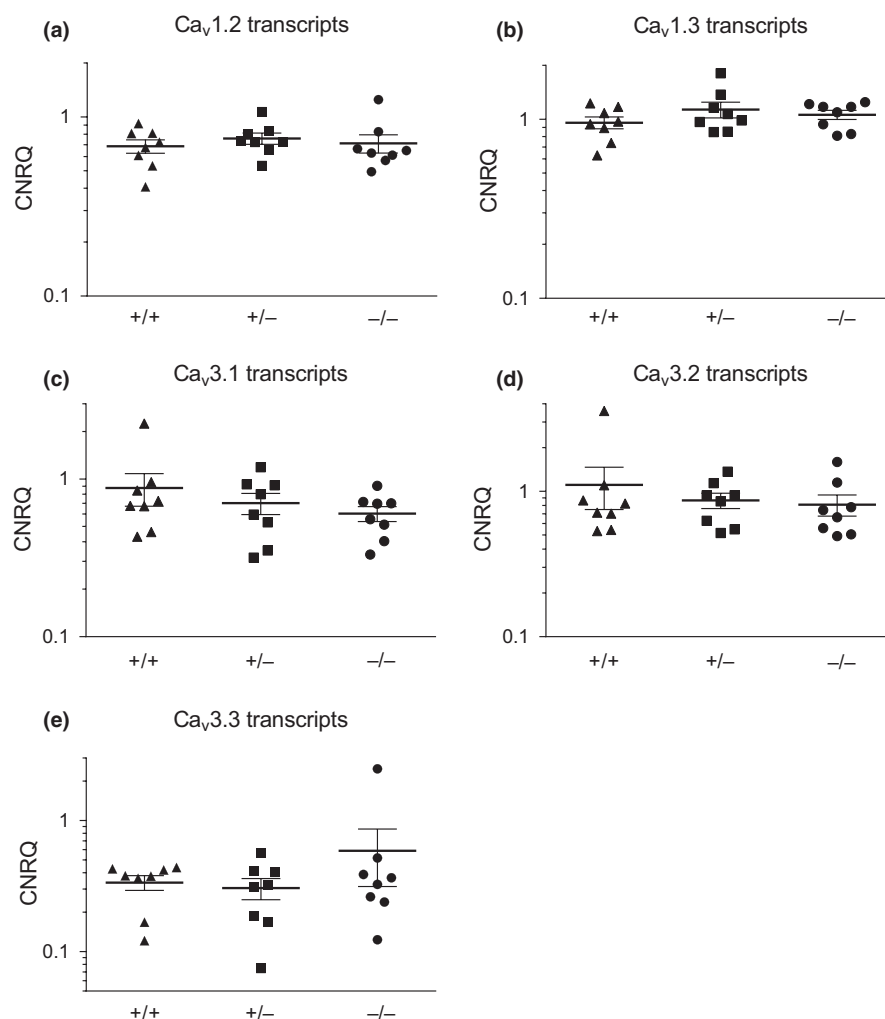 (a) Caᵥ1.2 transcripts
CNRQ
1
0.1
+/+ +/– –/–
(b) Caᵥ1.3 transcripts
CNRQ
1
0.1
+/+ +/– –/–
(c) Caᵥ3.1 transcripts
CNRQ
1
0.1
+/+ +/– –/–
(d) Caᵥ3.2 transcripts
CNRQ
1
0.1
+/+ +/– –/–
(e) Caᵥ3.3 transcripts
CNRQ
1
0.1
+/+ +/– –/–